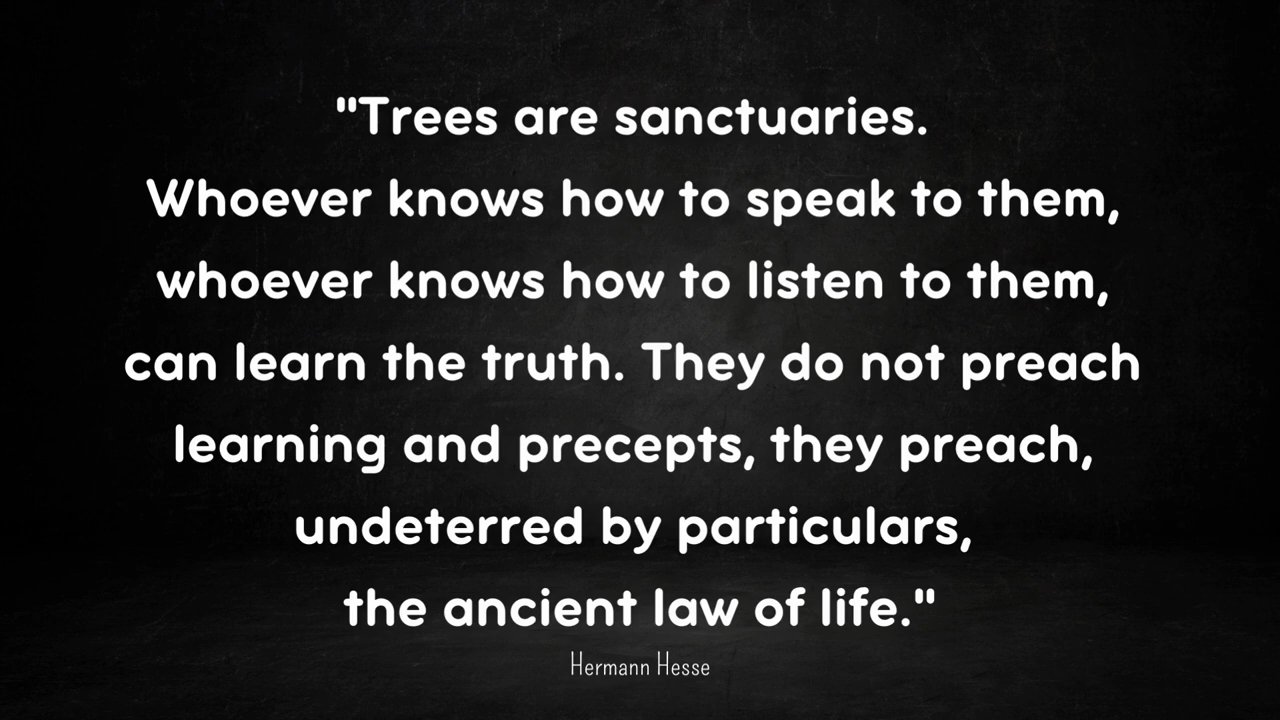 "Trees are sanctuaries.
Whoever knows how to speak to them,
whoever knows how to listen to them,
can learn the truth. They do not preach
learning and precepts, they preach,
undeterred by particulars,
the ancient law of life."
Hermann Hesse